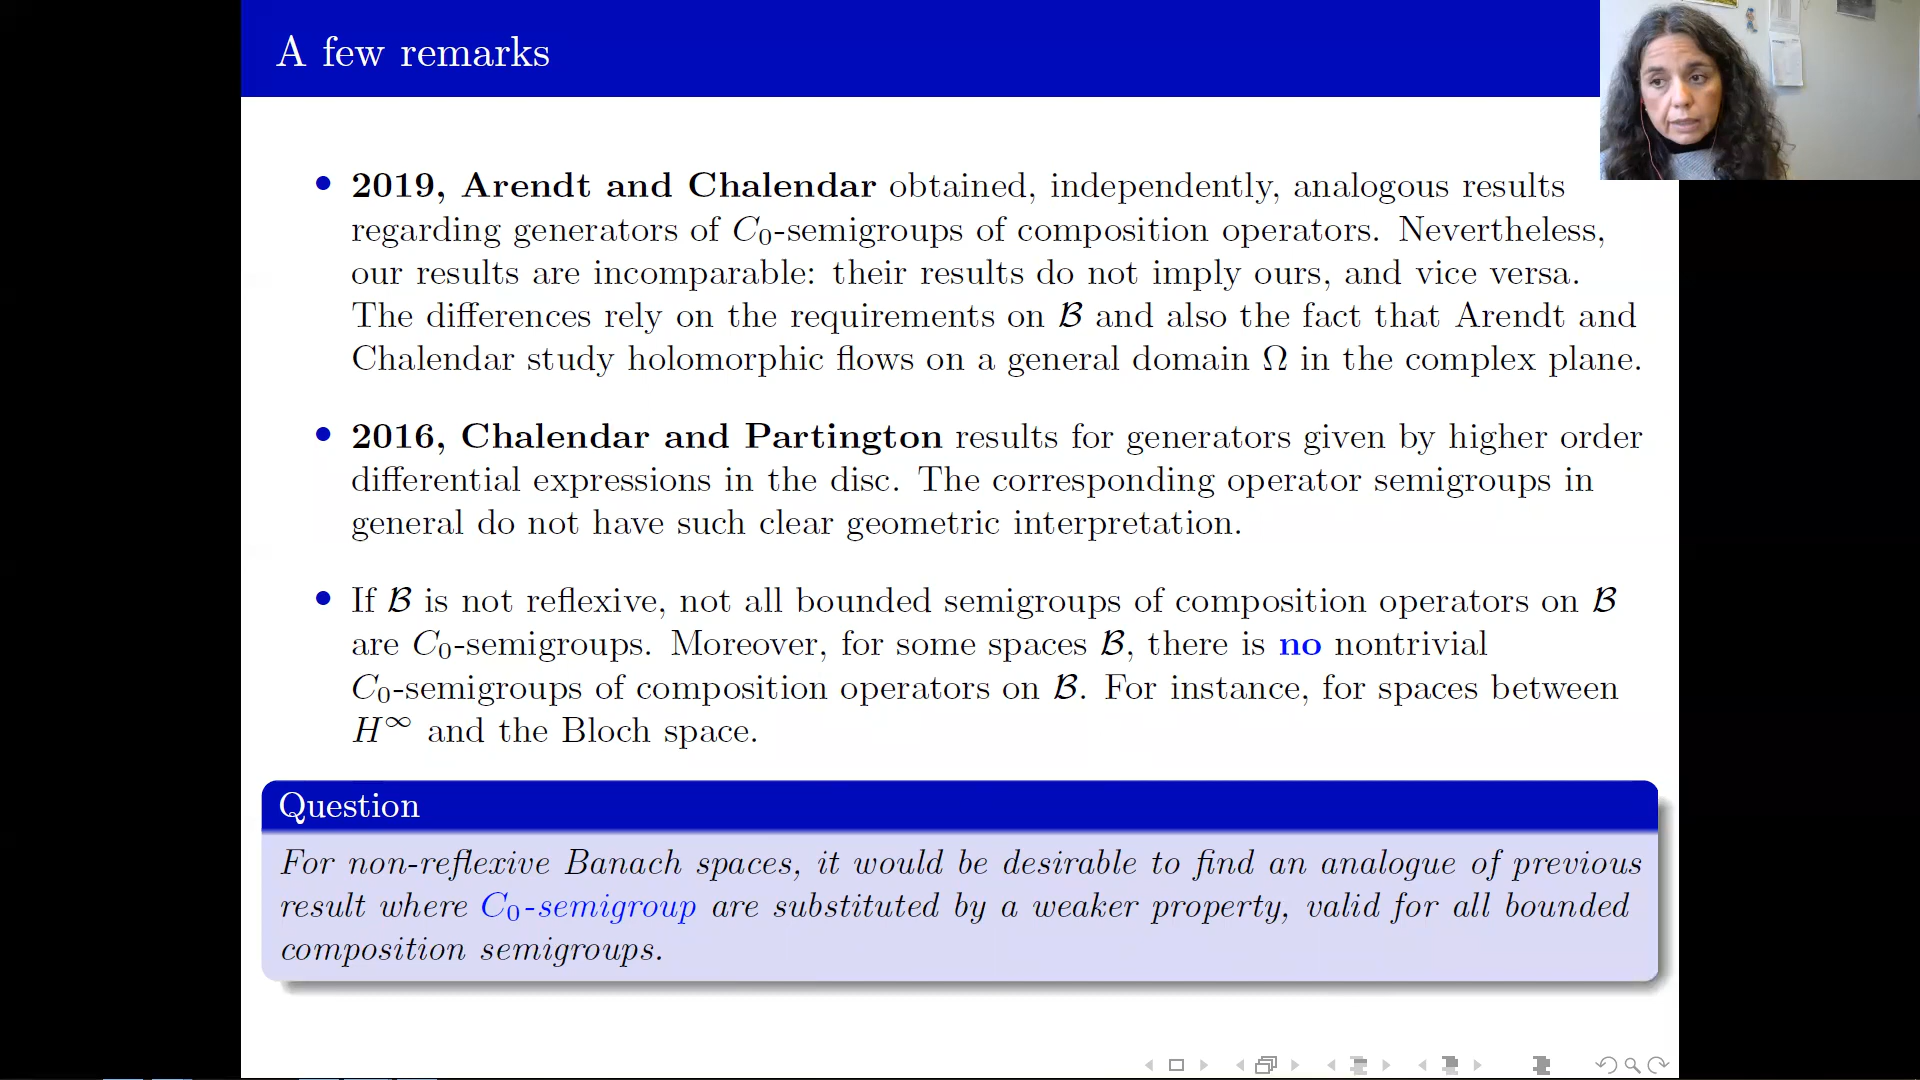 A few remarks
• 2019, Arendt and Chalendar obtained, independently, analogous results
regarding generators of C₀-semigroups of composition operators. Nevertheless,
our results are incomparable: their results do not imply ours, and vice versa.
The differences rely on the requirements on ℬ and also the fact that Arendt and
Chalendar study holomorphic flows on a general domain Ω in the complex plane.
• 2016, Chalendar and Partington results for generators given by higher order
differential expressions in the disc. The corresponding operator semigroups in
general do not have such clear geometric interpretation.
• If ℬ is not reflexive, not all bounded semigroups of composition operators on ℬ
are C₀-semigroups. Moreover, for some spaces ℬ, there is no nontrivial
C₀-semigroups of composition operators on ℬ. For instance, for spaces between
H^∞ and the Bloch space.
Question
For non-reflexive Banach spaces, it would be desirable to find an analogue of previous
result where C₀-semigroup are substituted by a weaker property, valid for all bounded
composition semigroups.